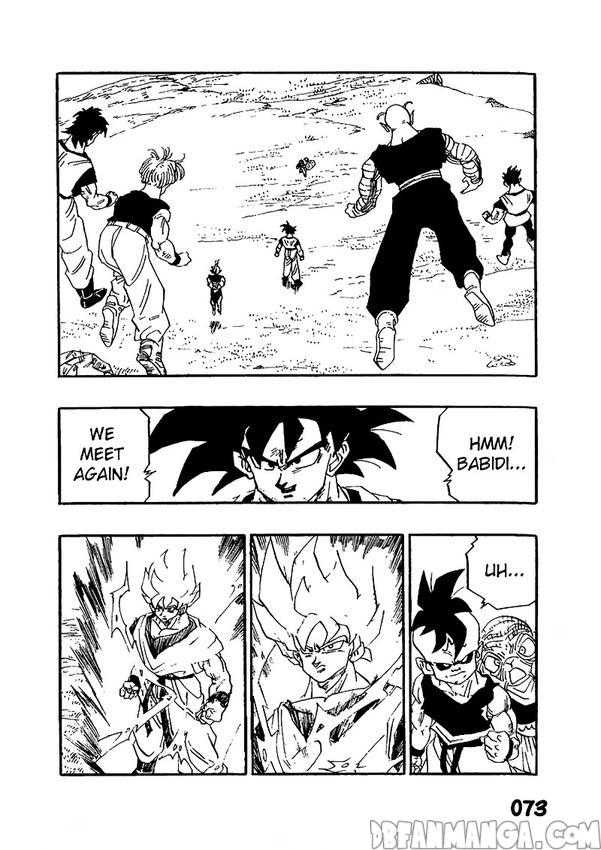 HMM!
BABIDI...
WE
MEET
AGAIN!
UH...
073
DBFANMANGA.COM